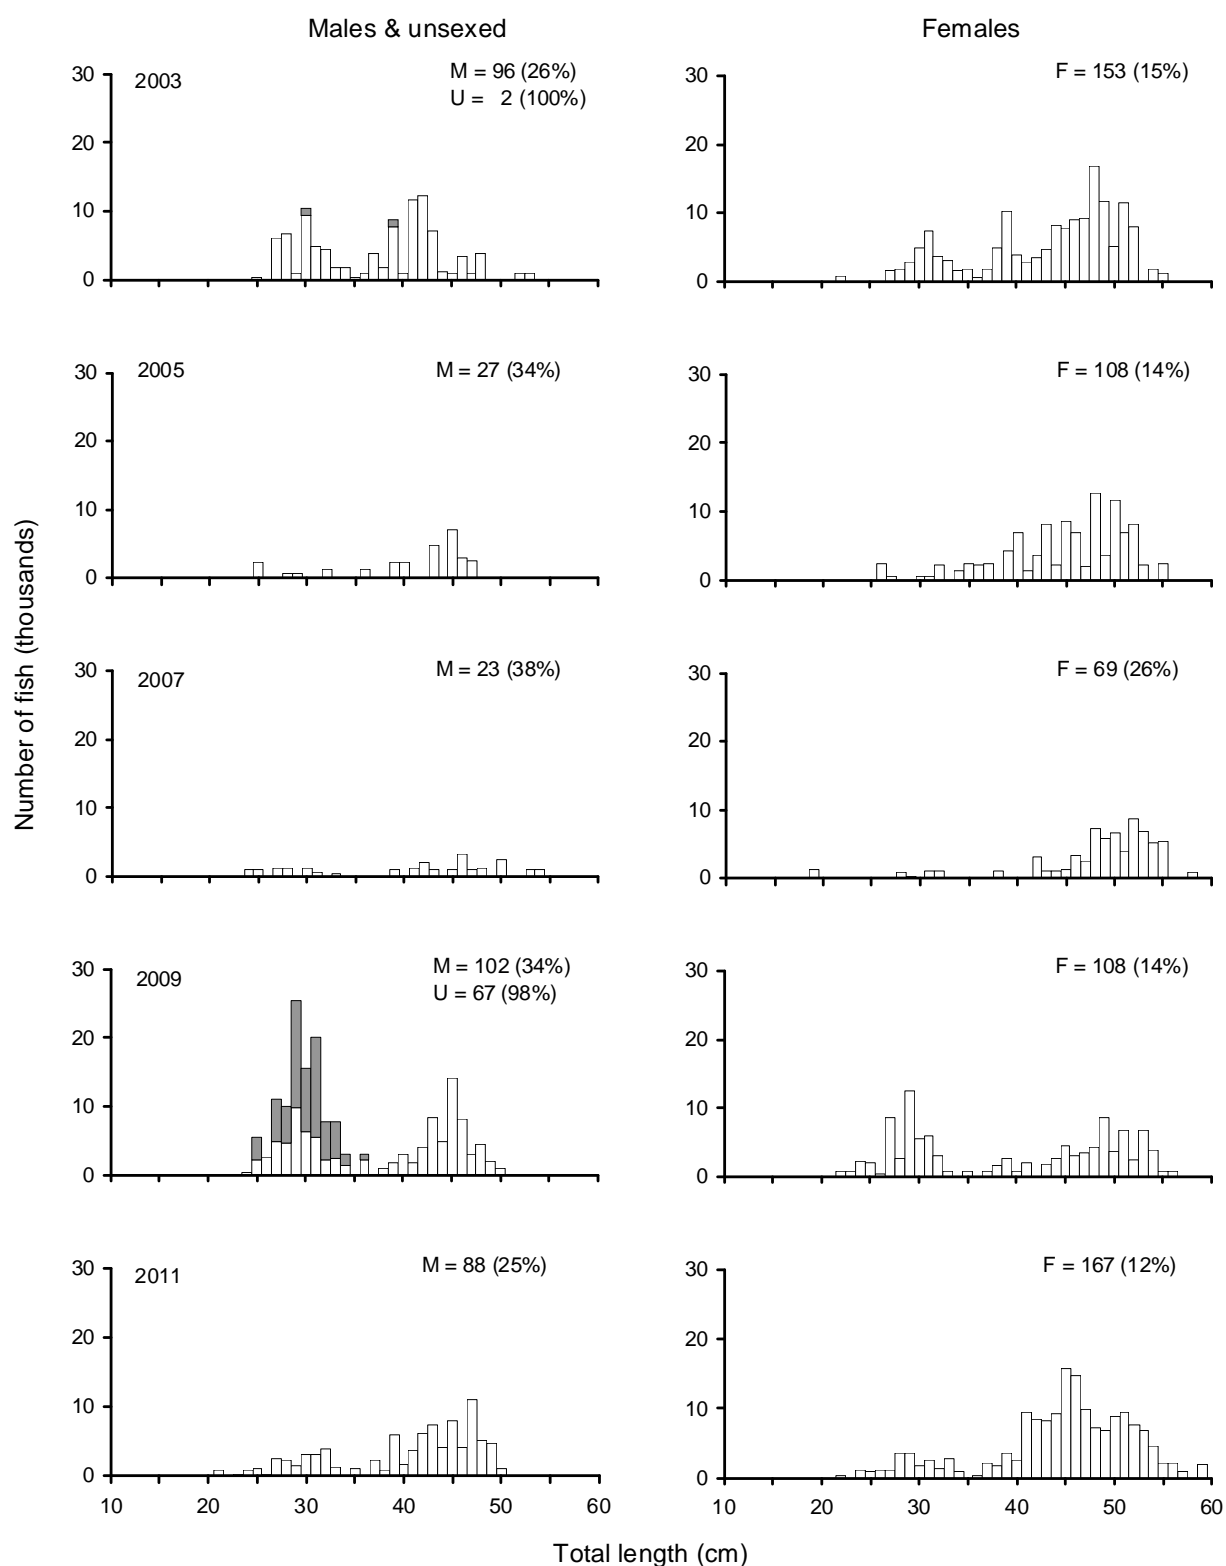 Males & unsexed
Females
2003
M = 96 (26%)
U = 2 (100%)
F = 153 (15%)
30
20
10
0
30
20
10
0
2005
M = 27 (34%)
F = 108 (14%)
30
20
10
0
30
20
10
0
2007
M = 23 (38%)
F = 69 (26%)
30
20
10
0
30
20
10
0
2009
M = 102 (34%)
U = 67 (98%)
F = 108 (14%)
30
20
10
0
30
20
10
0
2011
M = 88 (25%)
F = 167 (12%)
30
20
10
0
30
20
10
0
10 20 30 40 50 60
10 20 30 40 50 60
Number of fish (thousands)
Total length (cm)